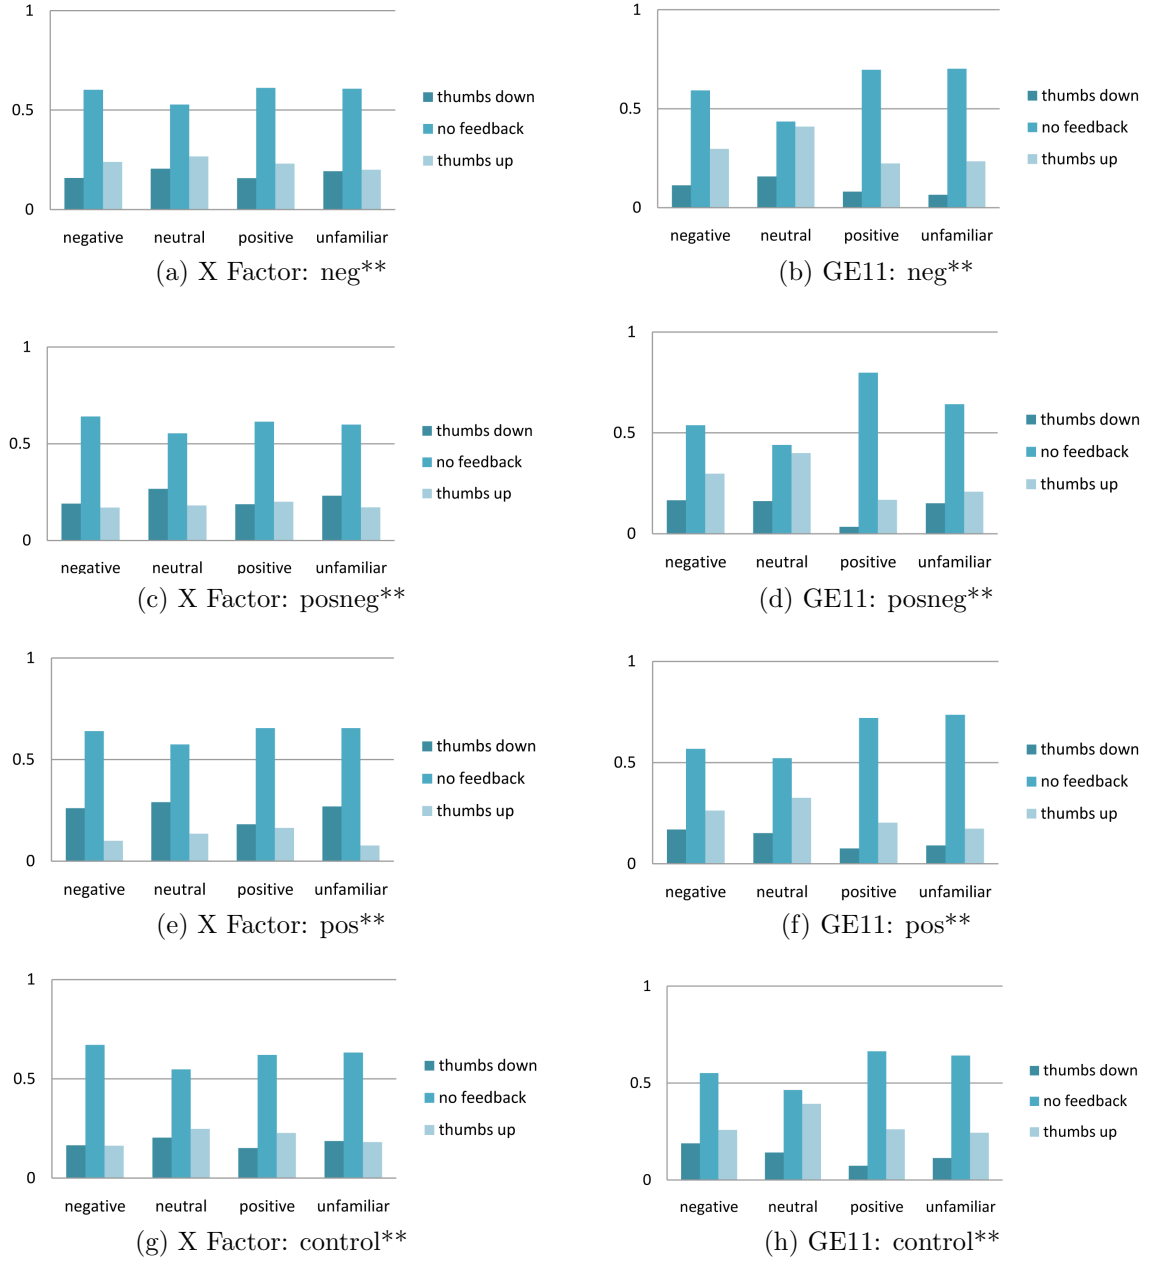 1
0.5
0
negative neutral positive unfamiliar
thumbs down
no feedback
thumbs up
(a) X Factor: neg**
1
0.5
0
negative neutral positive unfamiliar
thumbs down
no feedback
thumbs up
(b) GE11: neg**
1
0.5
0
negative neutral positive unfamiliar
thumbs down
no feedback
thumbs up
(c) X Factor: posneg**
1
0.5
0
negative neutral positive unfamiliar
thumbs down
no feedback
thumbs up
(d) GE11: posneg**
1
0.5
0
negative neutral positive unfamiliar
thumbs down
no feedback
thumbs up
(e) X Factor: pos**
1
0.5
0
negative neutral positive unfamiliar
thumbs down
no feedback
thumbs up
(f) GE11: pos**
1
0.5
0
negative neutral positive unfamiliar
thumbs down
no feedback
thumbs up
(g) X Factor: control**
1
0.5
0
negative neutral positive unfamiliar
thumbs down
no feedback
thumbs up
(h) GE11: control**